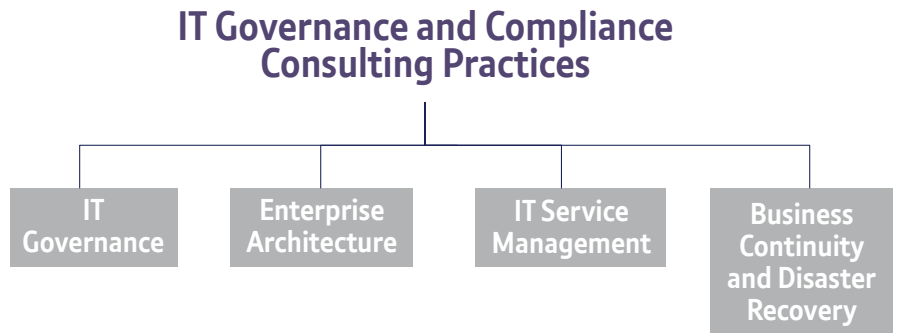 IT Governance and Compliance
Consulting Practices
IT
Governance
Enterprise
Architecture
IT Service
Management
Business
Continuity
and Disaster
Recovery